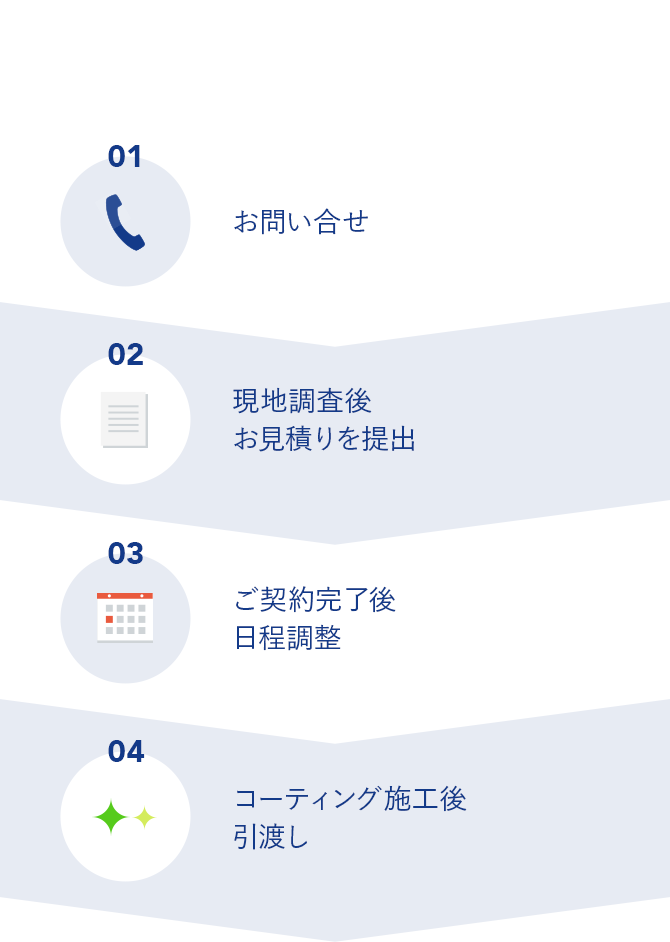 01
お問い合せ
02
現地調査後
お見積りを提出
03
ご契約完了後
日程調整
04
コーティング施工後
引渡し